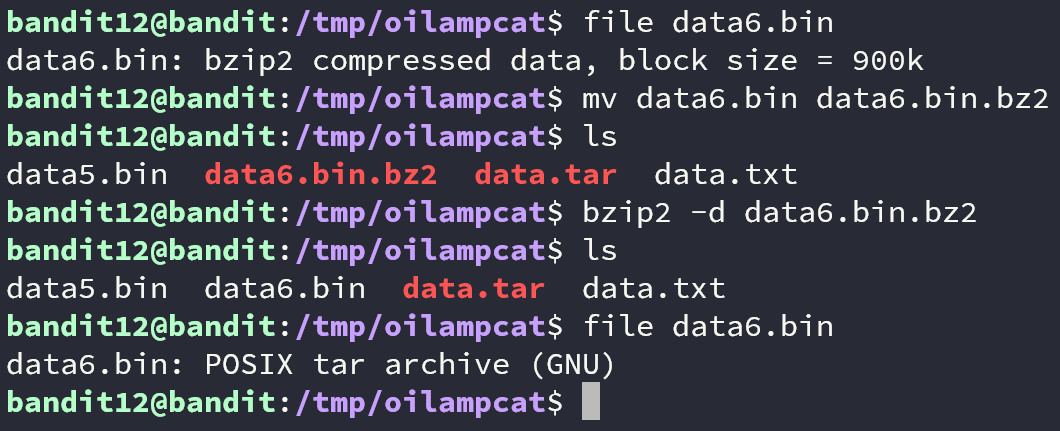 bandit12@bandit:/tmp/oilampcat$ file data6.bin
data6.bin: bzip2 compressed data, block size = 900k
bandit12@bandit:/tmp/oilampcat$ mv data6.bin data6.bin.bz2
bandit12@bandit:/tmp/oilampcat$ ls
data5.bin  data6.bin.bz2  data.tar  data.txt
bandit12@bandit:/tmp/oilampcat$ bzip2 -d data6.bin.bz2
bandit12@bandit:/tmp/oilampcat$ ls
data5.bin  data6.bin  data.tar  data.txt
bandit12@bandit:/tmp/oilampcat$ file data6.bin
data6.bin: POSIX tar archive (GNU)
bandit12@bandit:/tmp/oilampcat$